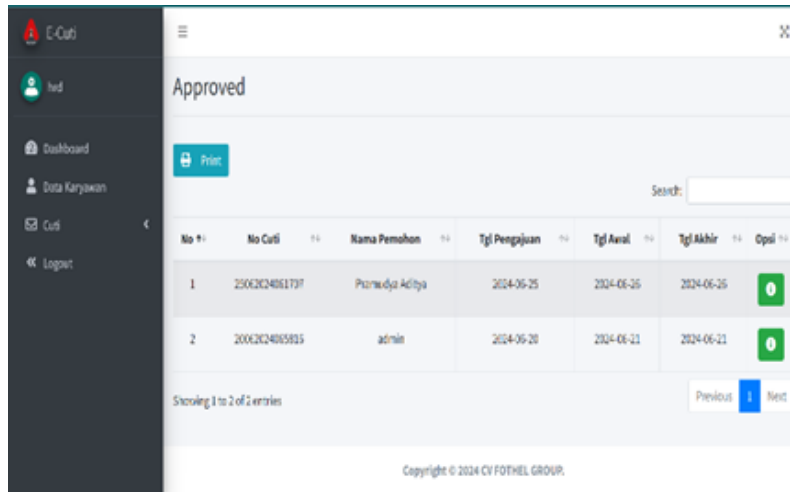 E-Cuti
hrd
Dashboard
Data Karyawan
Cuti
Logout
Approved
Print
Search:
No No Cuti Nama Pemohon Tgl Pengajuan Tgl Awal Tgl Akhir Opsi
1 Pramudya Aditya 2024-06-25 2024-06-26 2024-06-26
2 admin 2024-06-20 2024-06-21 2024-06-21
Showing 1 to 2 of 2 entries
Previous 1 Next
Copyright © 2024 CV FOTHEL GROUP.